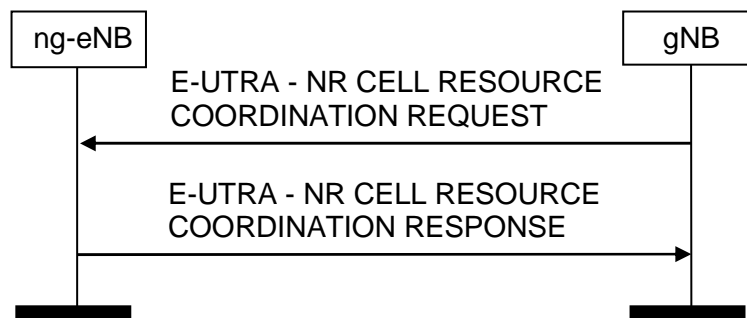 ng-eNB
gNB
E-UTRA - NR CELL RESOURCE
COORDINATION REQUEST
E-UTRA - NR CELL RESOURCE
COORDINATION RESPONSE